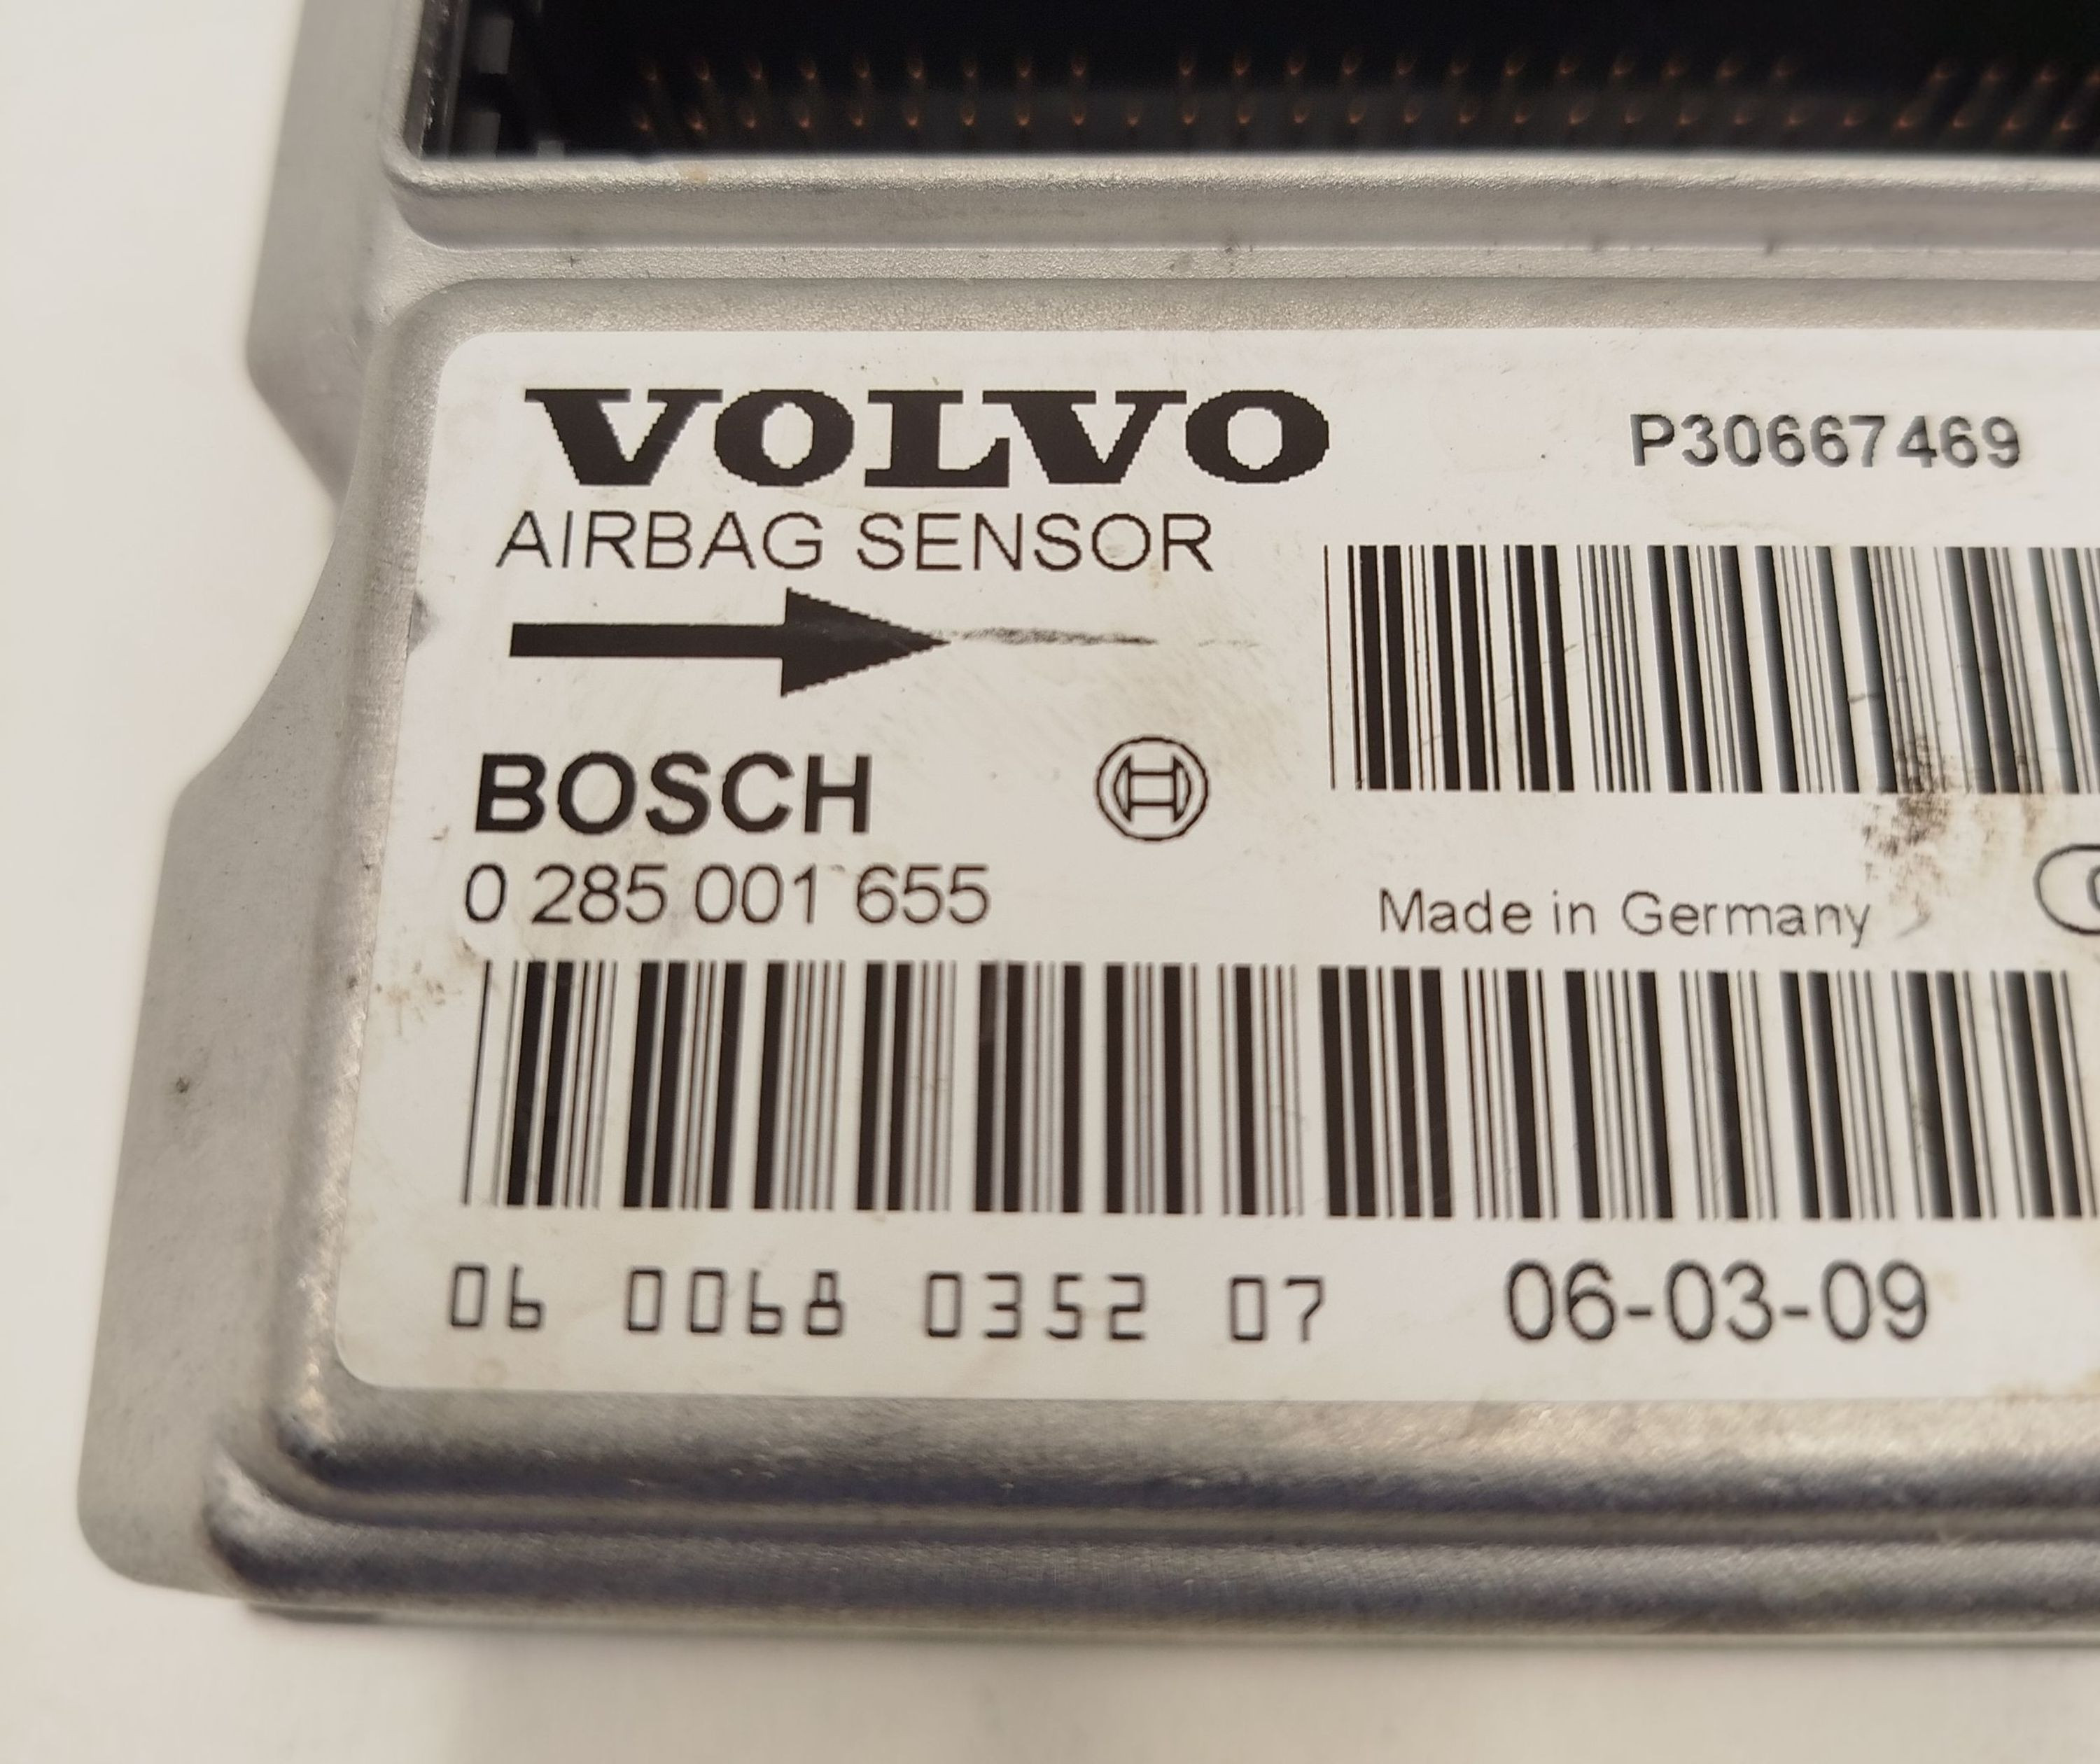 VOLVO
P30667469
AIRBAG SENSOR
BOSCH
0 285 001 655
Made in Germany
06 0068 0352 07
06-03-09